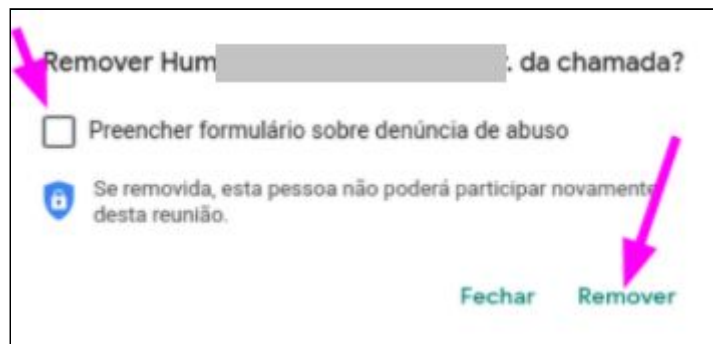 Remover Hum . da chamada?
Preencher formulário sobre denúncia de abuso
Se removida, esta pessoa não poderá participar novamente
desta reunião.
Fechar Remover